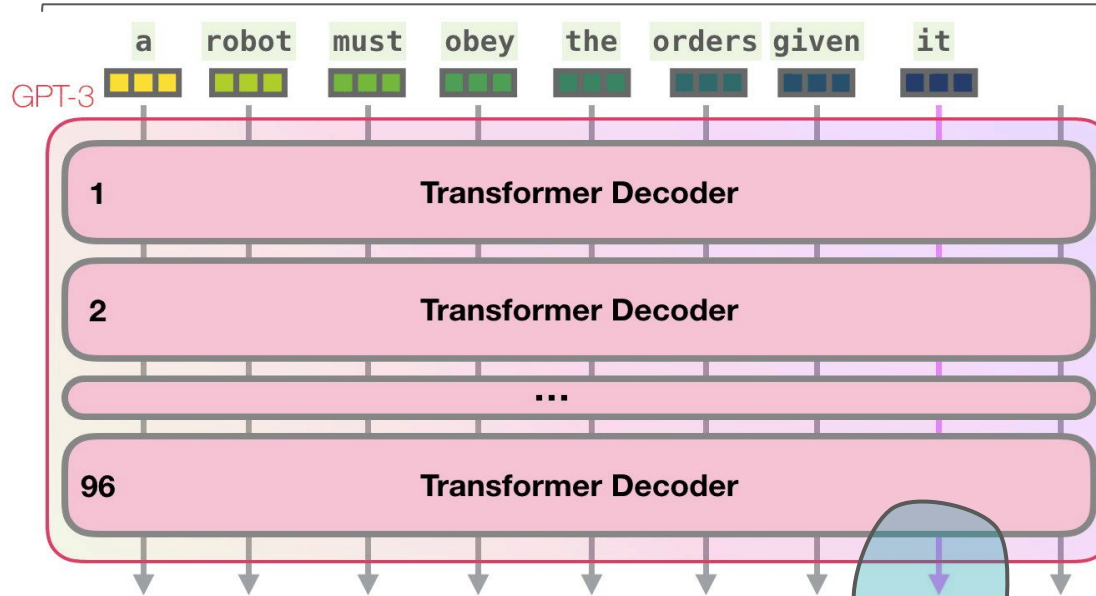 a robot must obey the orders given it
GPT-3
1 Transformer Decoder
2 Transformer Decoder
...
96 Transformer Decoder